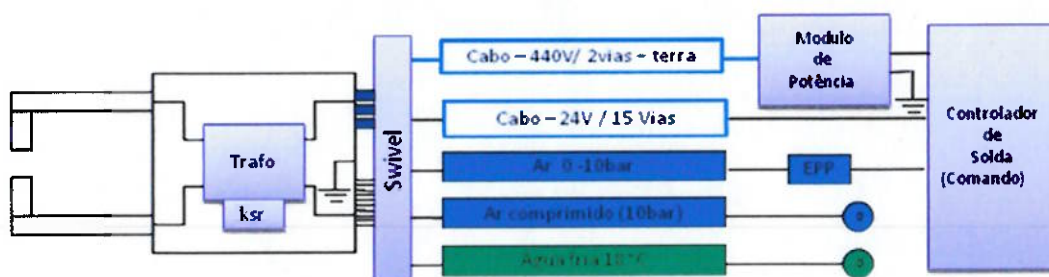 Cabo – 440V/ 2vias – terra
Modulo
de
Potência
Cabo – 24V / 15 Vias
Controlador
de
Solda
(Comando)
Swivel
Trafo
ksr
Ar 0 -10bar
EPP
Ar comprimido (10bar)
Agua fria 18°C